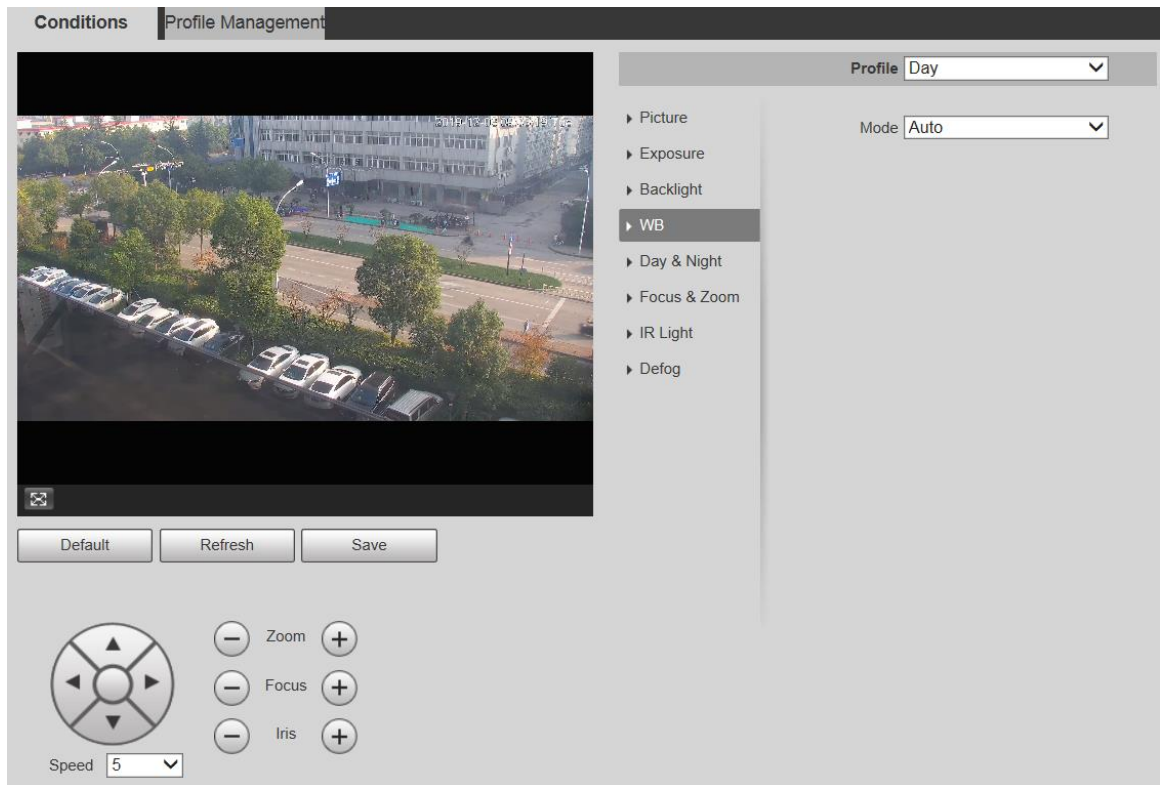 Conditions
Profile Management
Profile Day
Picture
Mode Auto
Exposure
Backlight
WB
Day & Night
Focus & Zoom
IR Light
Defog
Default
Refresh
Save
Zoom
Focus
Iris
Speed 5